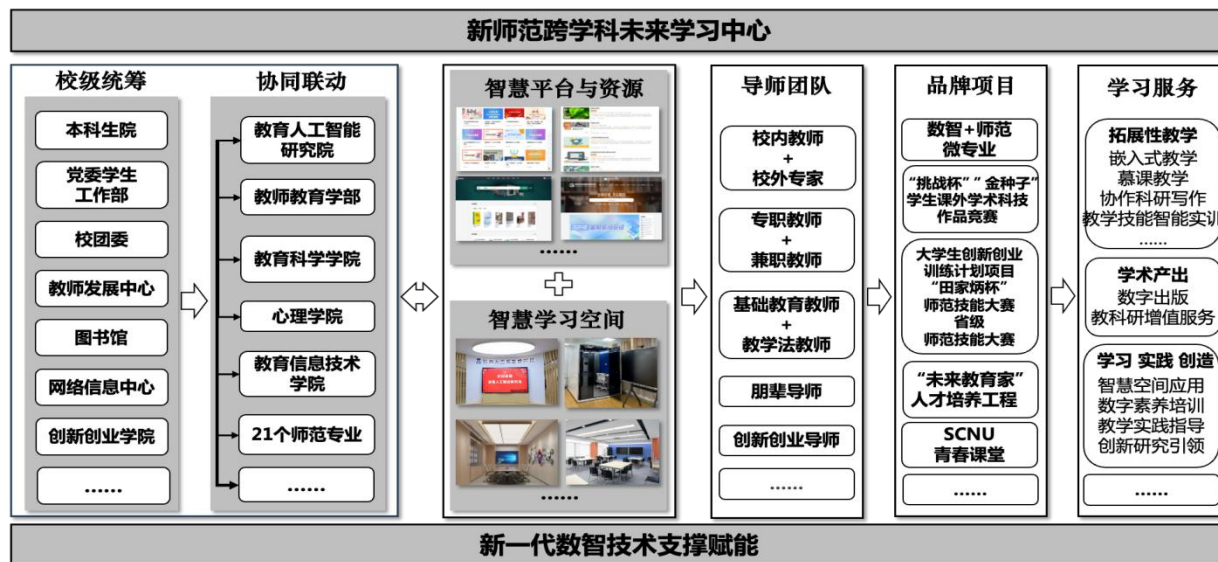 新师范跨学科未来学习中心
校级统筹
本科生院
党委学生
工作部
校团委
教师发展中心
图书馆
网络信息中心
创新创业学院
......
协同联动
教育人工智能
研究院
教师教育学部
教育科学学院
心理学院
教育信息技术
学院
21个师范专业
......
智慧平台与资源
......
智慧学习空间
......
导师团队
校内教师
+
校外专家
专职教师
+
兼职教师
基础教育教师
+
教学法教师
朋辈导师
创新创业导师
......
品牌项目
数智+师范
微专业
“挑战杯”“金种子”
学生课外学术科技
作品竞赛
大学生创新创业
训练计划项目
“田家炳杯”
师范技能大赛
省级
师范技能大赛
“未来教育家”
人才培养工程
SCNU
青春课堂
......
学习服务
拓展性教学
嵌入式教学
慕课教学
协作科研写作
教学技能智能实训
......
学术产出
数字出版
教科研增值服务
学习 实践 创造
智慧空间应用
数字素养培训
教学实践指导
创新研究引领
......
新一代数智技术支撑赋能